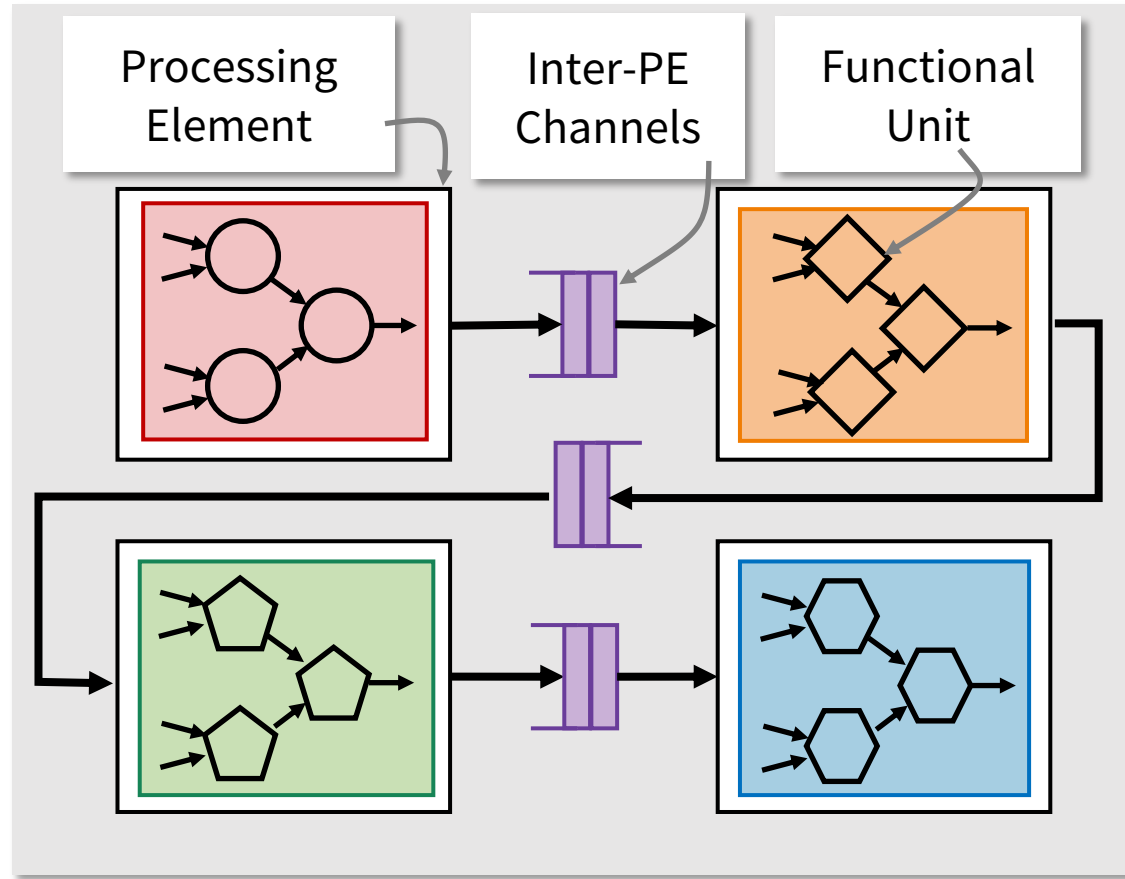 Processing
Element
Inter-PE
Channels
Functional
Unit